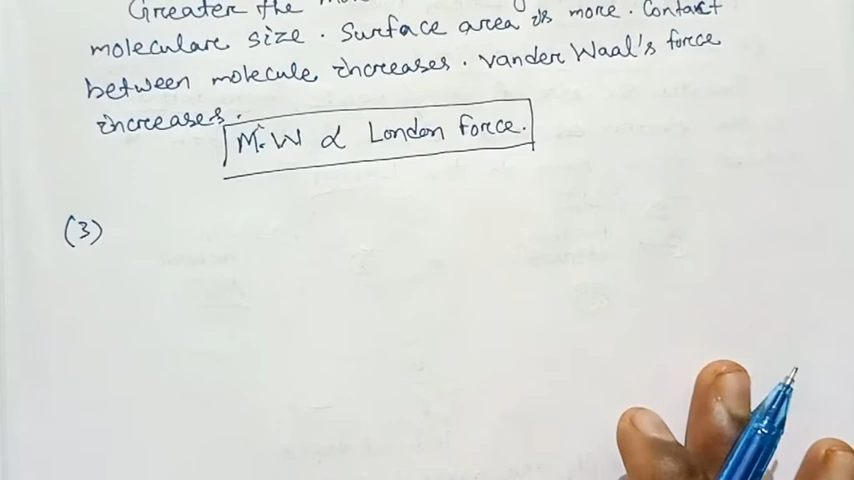 Greater the
moleculare size. Surface area is more. Contact
between molecule increases. vander Waal's force
increases.
M.W ∝ London force.
(3)